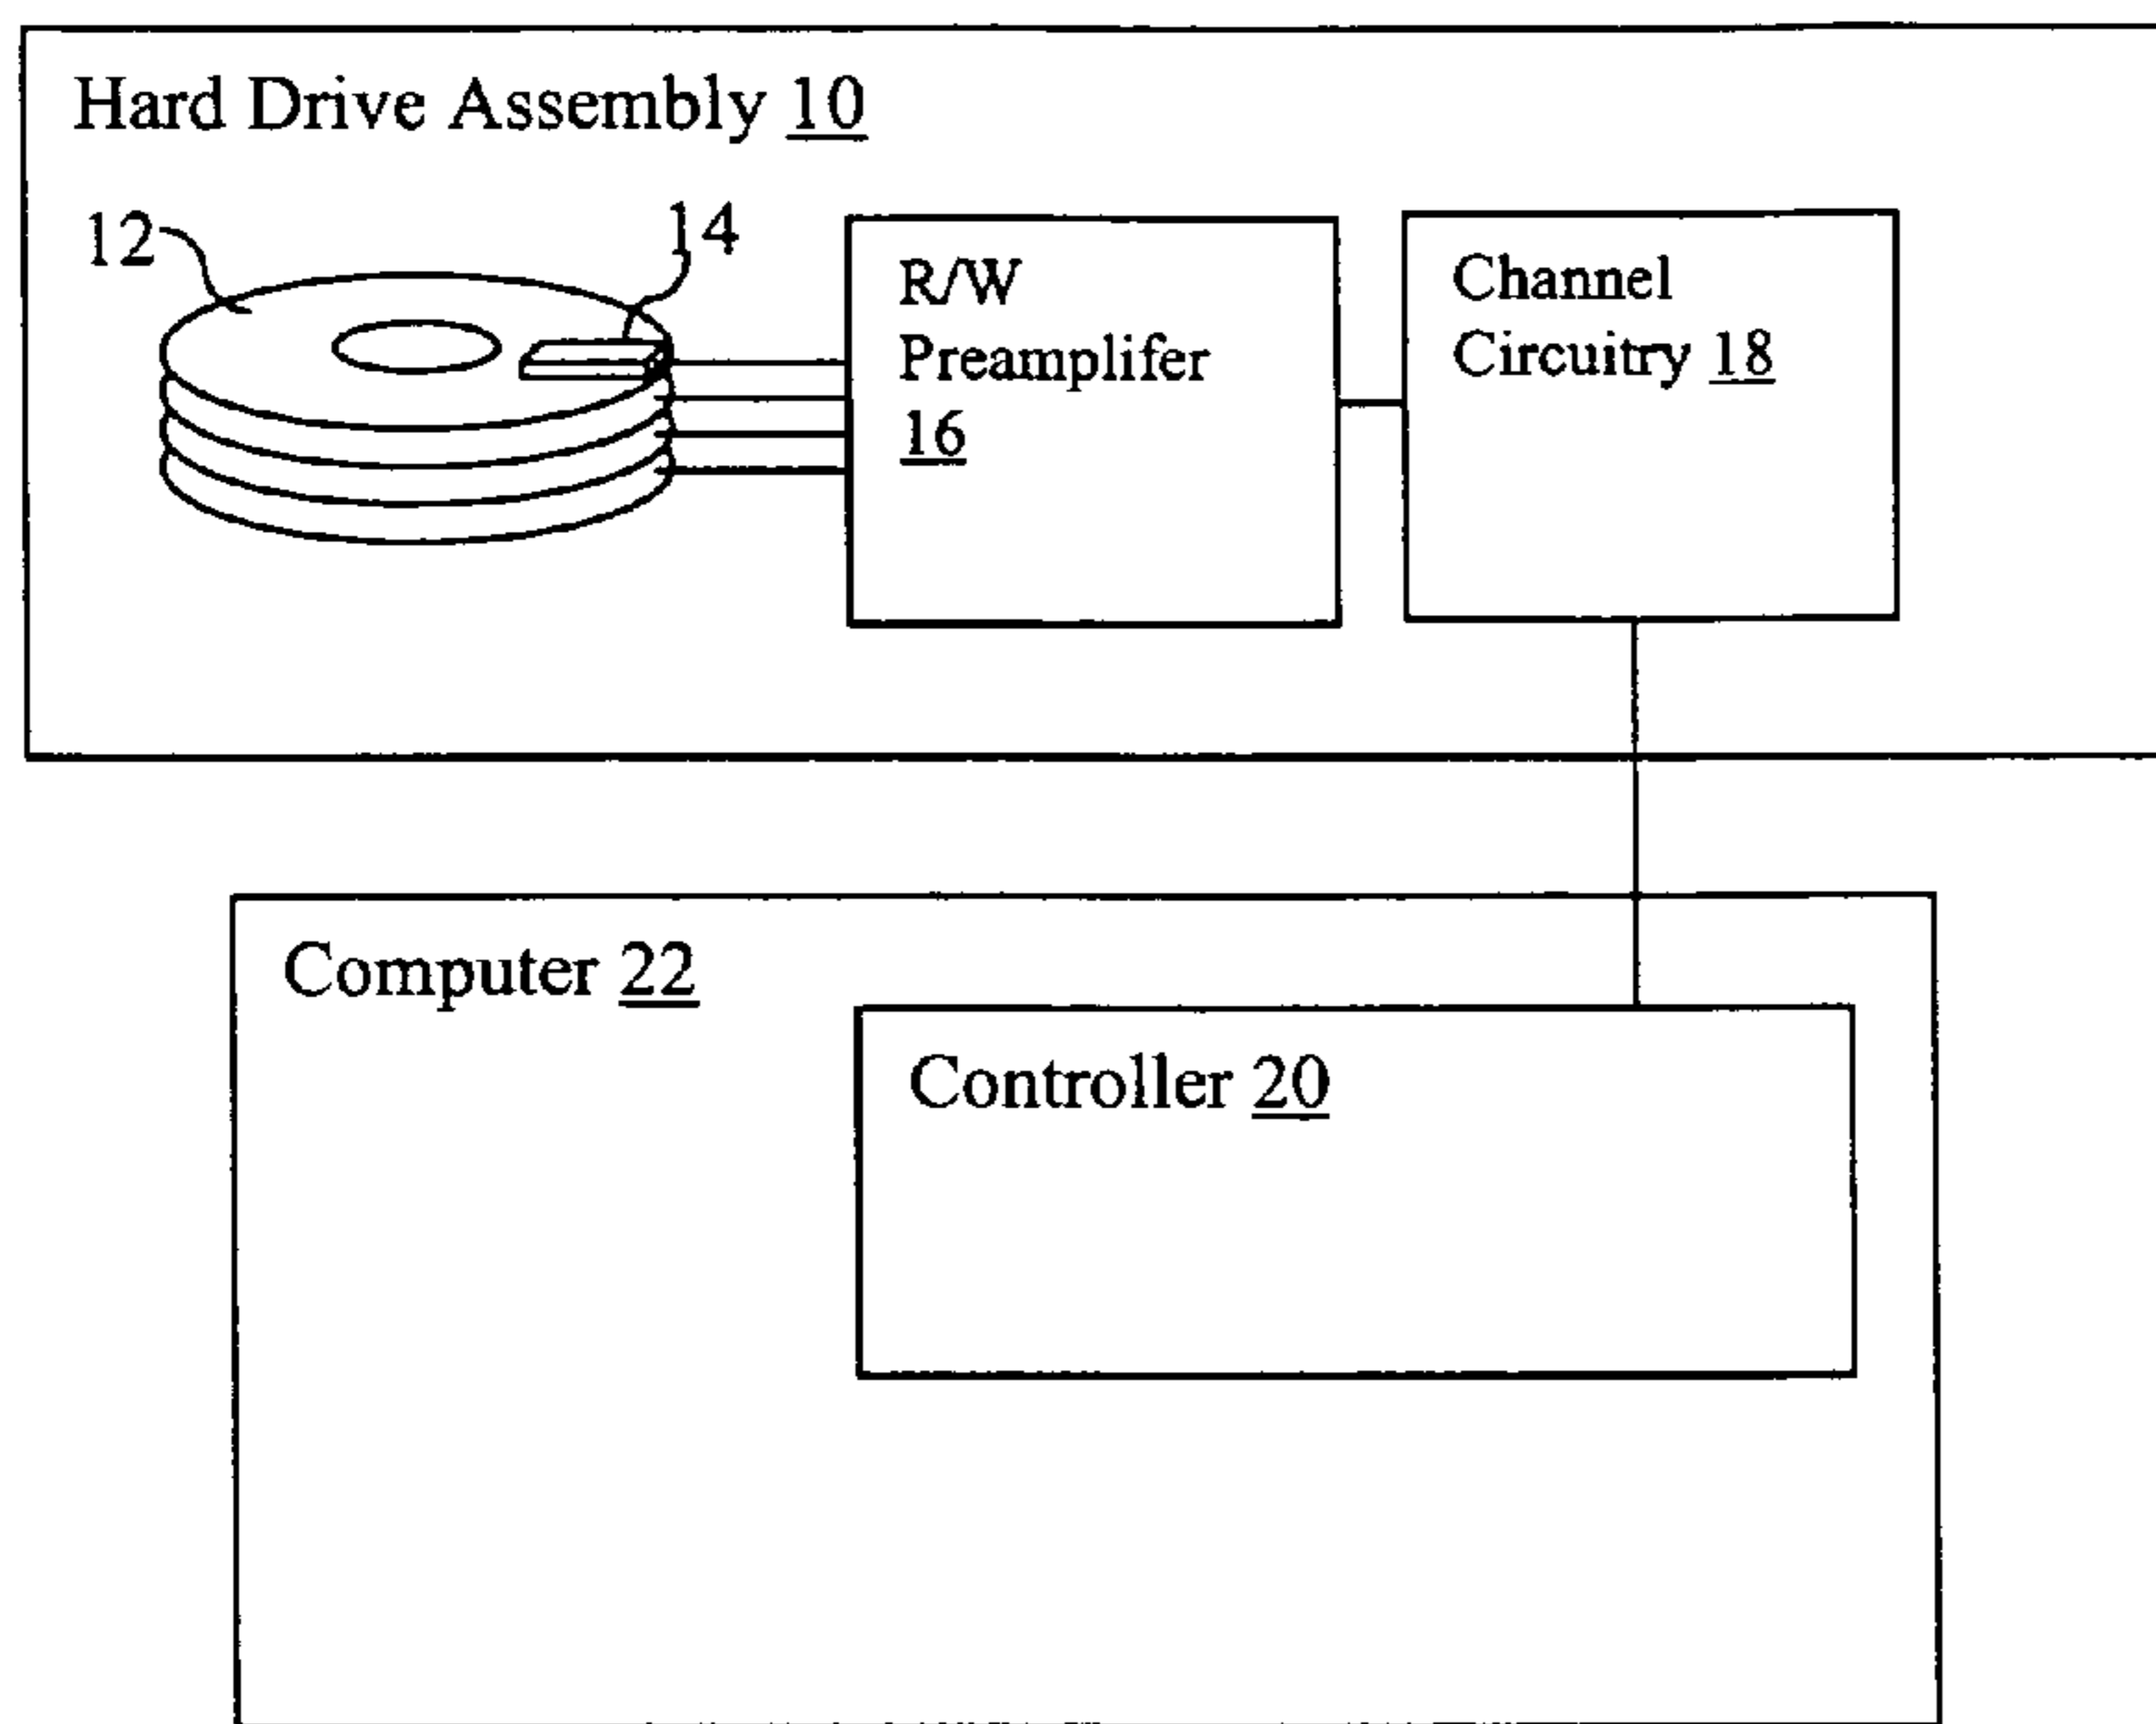 Hard Drive Assembly 10
12
14
R/W
Preamplifer
16
Channel
Circuitry 18
Computer 22
Controller 20